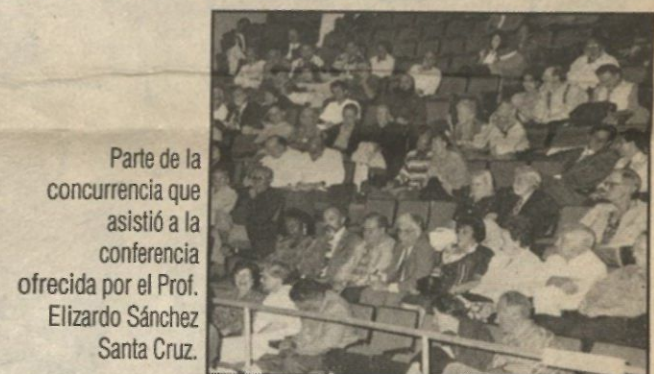 Parte de la
concurrencia que
asistió a la
conferencia
ofrecida por el Prof.
Elizardo Sánchez
Santa Cruz.